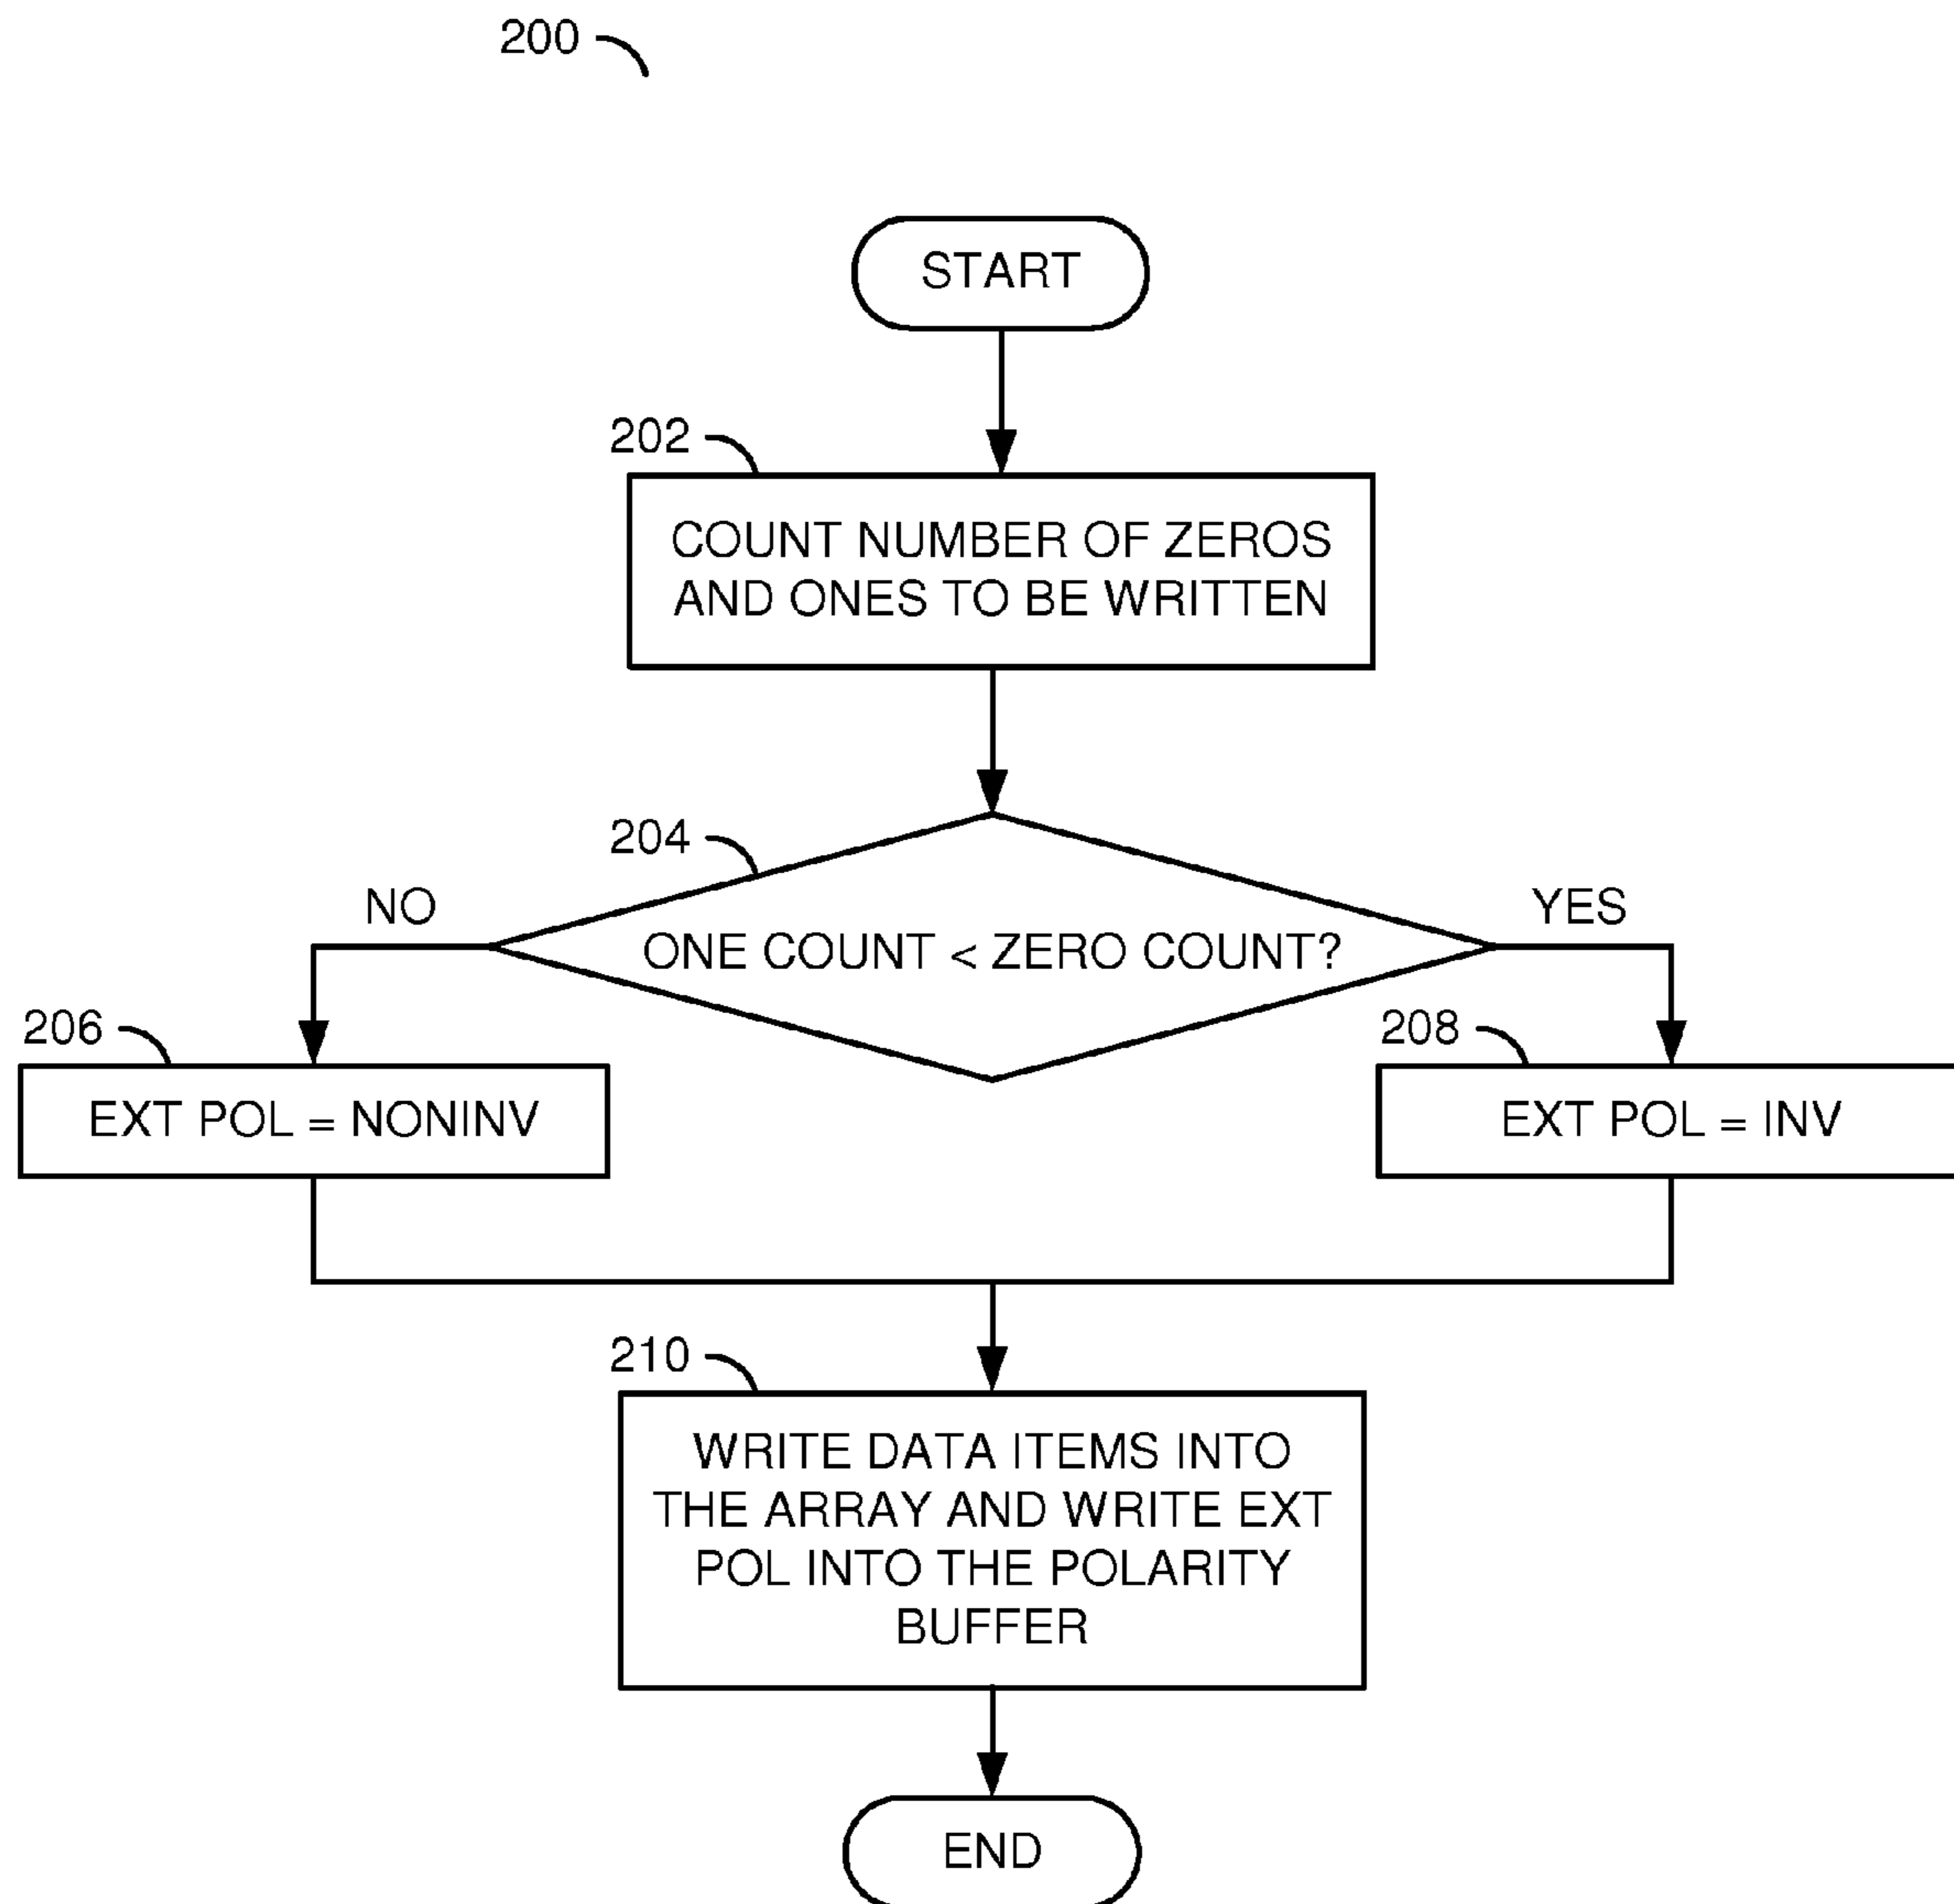 200
START
202
COUNT NUMBER OF ZEROS
AND ONES TO BE WRITTEN
204
NO
YES
ONE COUNT < ZERO COUNT?
206
208
EXT POL = NONINV
EXT POL = INV
210
WRITE DATA ITEMS INTO
THE ARRAY AND WRITE EXT
POL INTO THE POLARITY
BUFFER
END